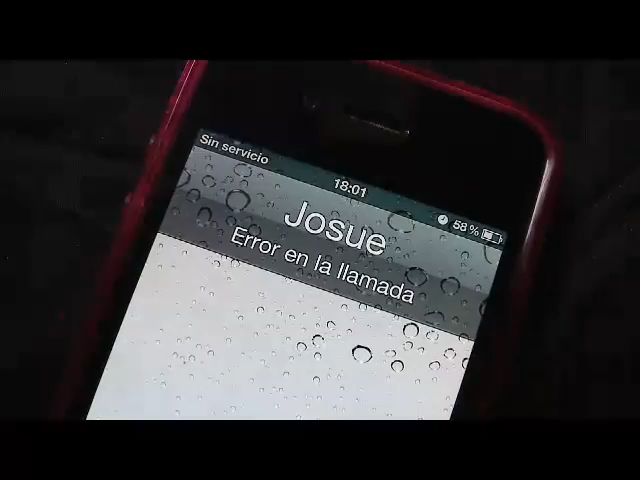 Sin servicio
18:01
58 %
Josue
Error en la llamada